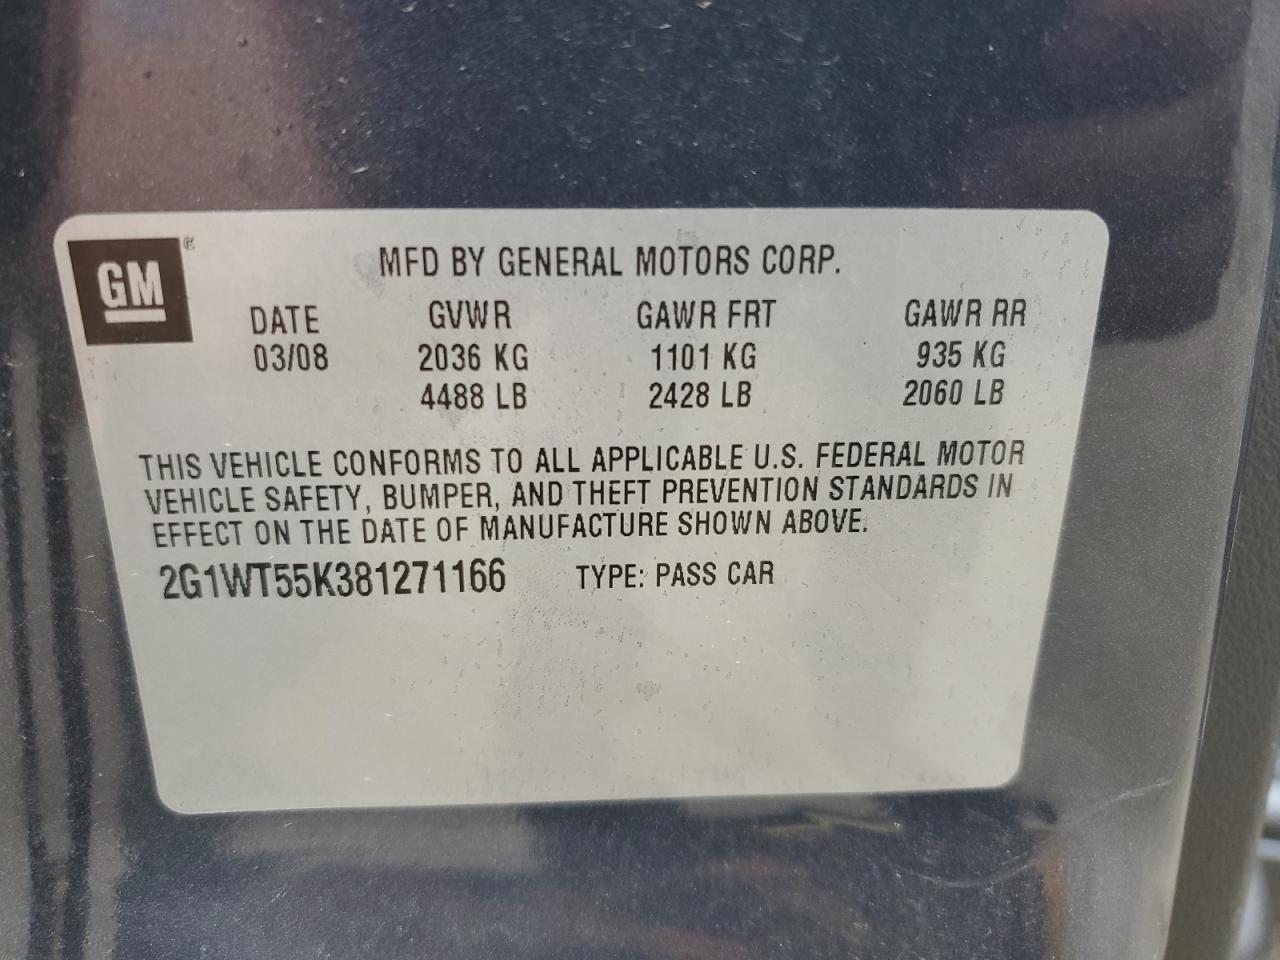 GM®
MFD BY GENERAL MOTORS CORP.
DATE GVWR GAWR FRT GAWR RR
03/08 2036 KG 1101 KG 935 KG
4488 LB 2428 LB 2060 LB
THIS VEHICLE CONFORMS TO ALL APPLICABLE U.S. FEDERAL MOTOR
VEHICLE SAFETY, BUMPER, AND THEFT PREVENTION STANDARDS IN
EFFECT ON THE DATE OF MANUFACTURE SHOWN ABOVE.
2G1WT55K381271166 TYPE: PASS CAR